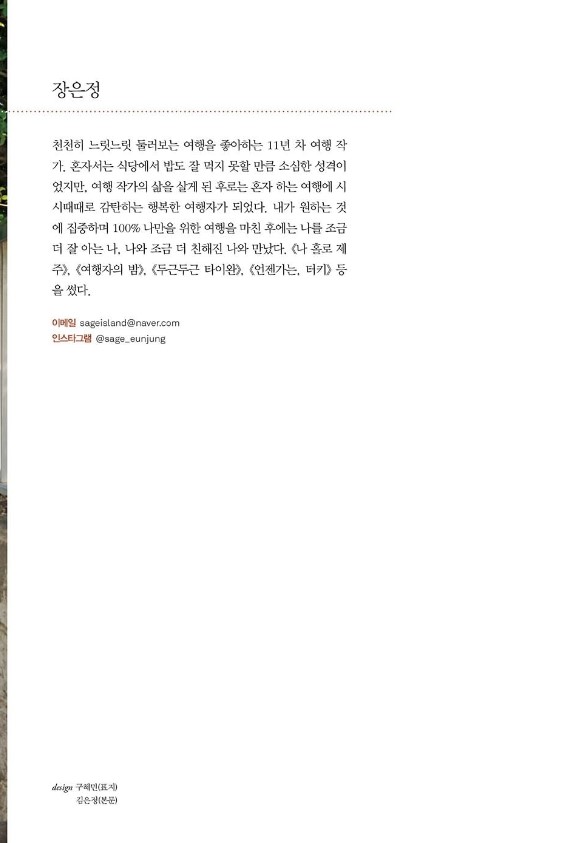 장은정
천천히 느릿느릿 둘러보는 여행을 좋아하는 11년 차 여행 작
가. 혼자서는 식당에서 밥도 잘 먹지 못할 만큼 소심한 성격이
었지만, 여행 작가의 삶을 살게 된 후로는 혼자 하는 여행에 시
시때때로 감탄하는 행복한 여행자가 되었다. 내가 원하는 것
에 집중하며 100% 나만을 위한 여행을 마친 후에는 나를 조금
더 잘 아는 나, 나와 조금 더 친해진 나와 만났다. 《나 홀로 제
주》, 《여행자의 밤》, 《두근두근 타이완》, 《언젠가는, 터키》 등
을 썼다.
이메일 sageisland@naver.com
인스타그램 @sage_eunjung
design 구혜민(표지)
김은정(본문)